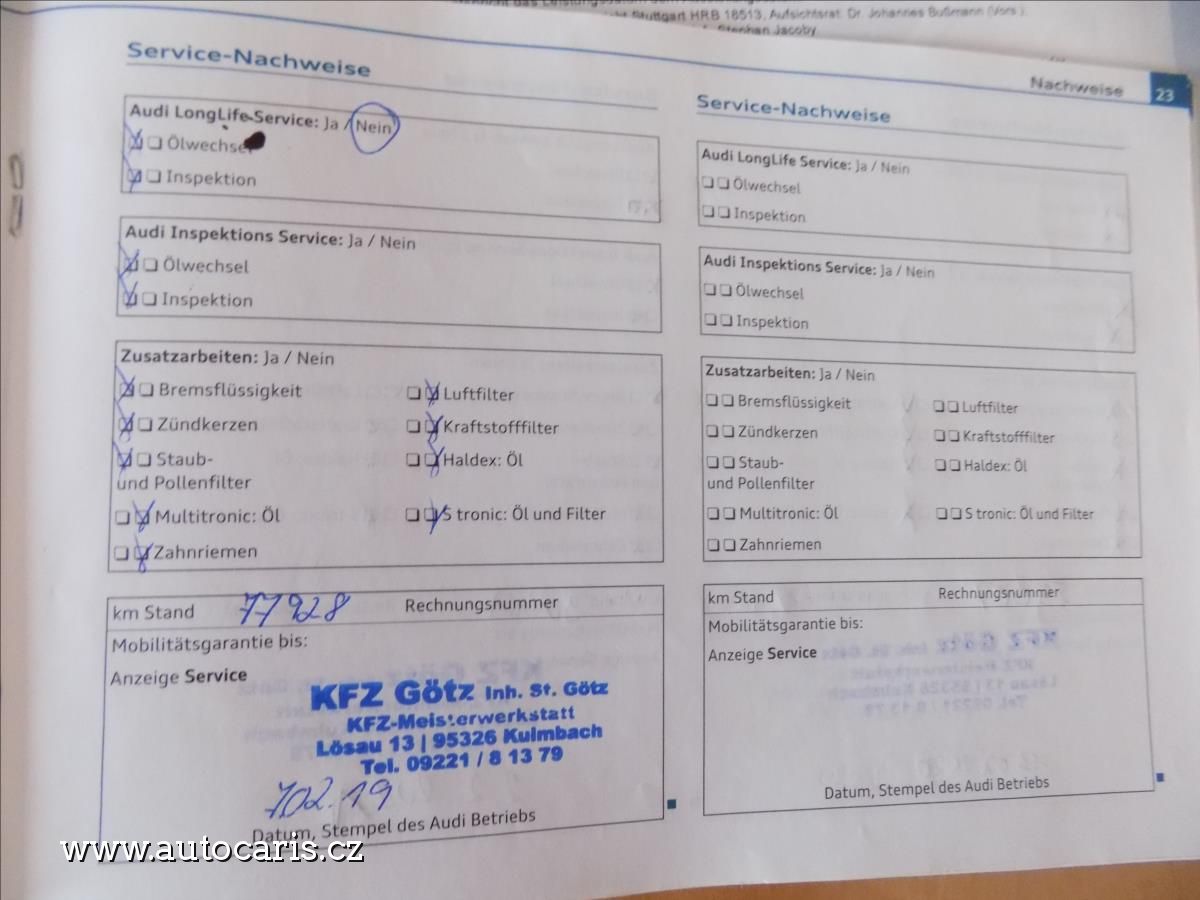 Stuttgart HRB 18513, Aufsichtsrat: Dr. Johannes Bußmann (Vors.),
Stephan Jacoby
Nachweise 23
Service-Nachweise
Audi LongLife-Service: Ja / Nein
Ölwechsel
Inspektion
Audi Inspektions Service: Ja / Nein
Ölwechsel
Inspektion
Zusatzarbeiten: Ja / Nein
Bremsflüssigkeit
Luftfilter
Zündkerzen
Kraftstofffilter
Staub-
und Pollenfilter
Haldex: Öl
Multitronic: Öl
S tronic: Öl und Filter
Zahnriemen
km Stand 77928 Rechnungsnummer
Mobilitätsgarantie bis:
Anzeige Service
KFZ Götz Inh. St. Götz
KFZ-Meisterwerkstatt
Lösau 13 | 95326 Kulmbach
Tel. 09221 / 8 13 79
7.02.19
Datum, Stempel des Audi Betriebs
Service-Nachweise
Audi LongLife Service: Ja / Nein
Ölwechsel
Inspektion
Audi Inspektions Service: Ja / Nein
Ölwechsel
Inspektion
Zusatzarbeiten: Ja / Nein
Bremsflüssigkeit
Luftfilter
Zündkerzen
Kraftstofffilter
Staub-
und Pollenfilter
Haldex: Öl
Multitronic: Öl
S tronic: Öl und Filter
Zahnriemen
km Stand Rechnungsnummer
Mobilitätsgarantie bis:
Anzeige Service
Datum, Stempel des Audi Betriebs
www.autocaris.cz